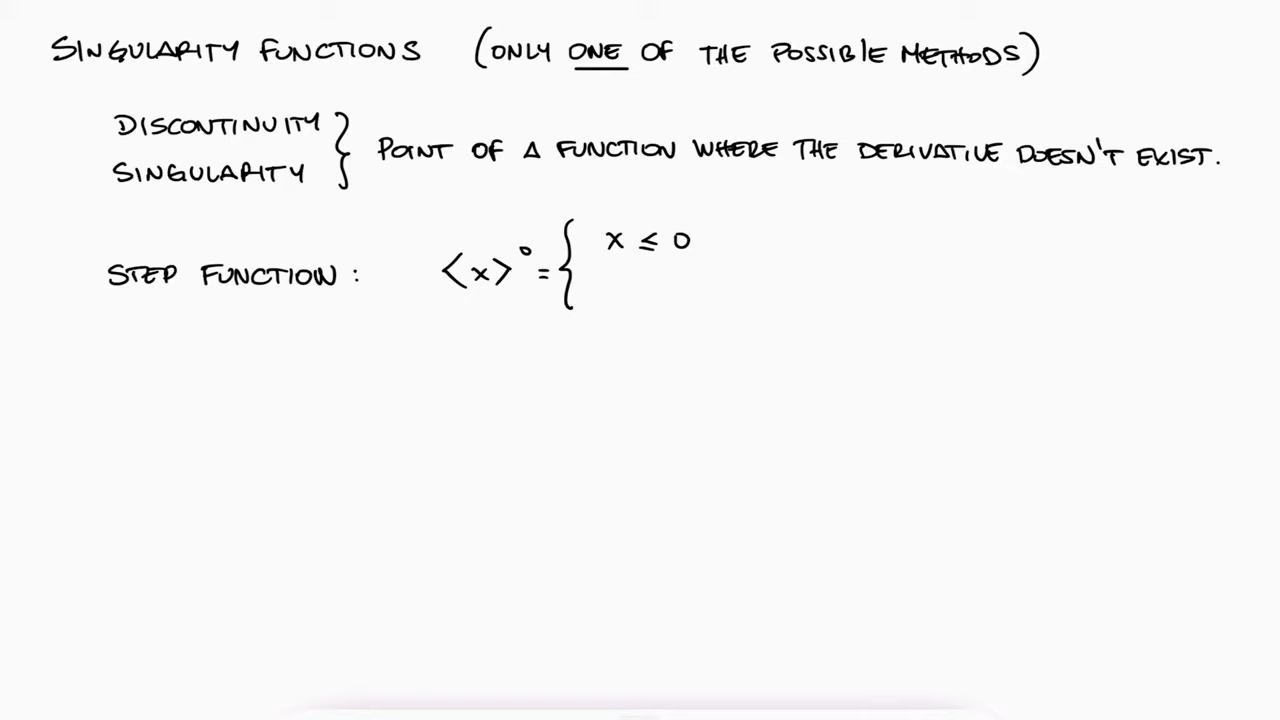 SINGULARITY FUNCTIONS (ONLY ONE OF THE POSSIBLE METHODS)
DISCONTINUITY
SINGULARITY
} POINT OF A FUNCTION WHERE THE DERIVATIVE DOESN'T EXIST.
STEP FUNCTION: ⟨x⟩⁰ = { x ≤ 0